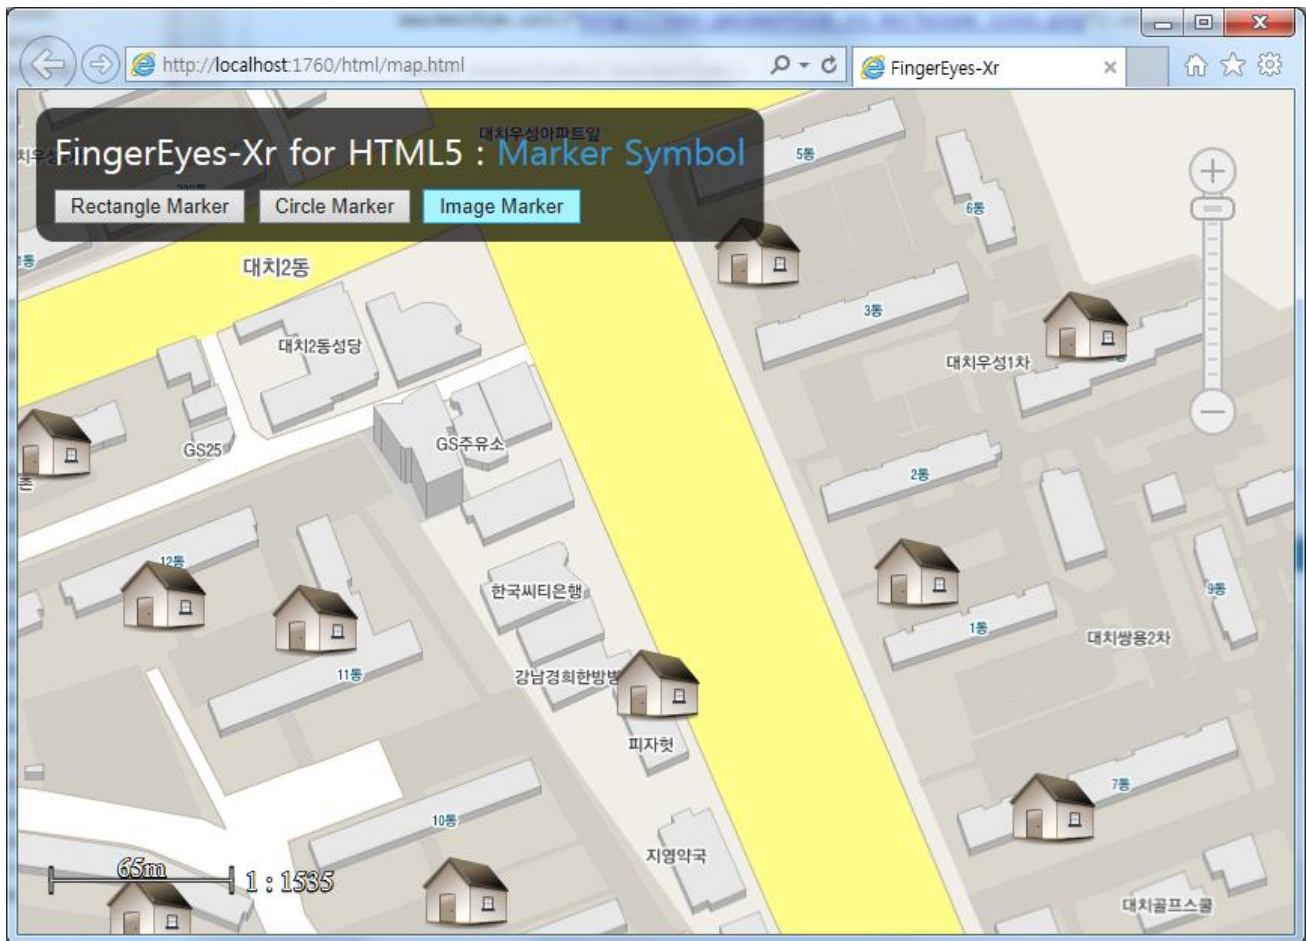 http://localhost:1760/html/map.html
FingerEyes-Xr
대치우성아파트앞
FingerEyes-Xr for HTML5 : Marker Symbol
5동
Rectangle Marker Circle Marker Image Marker
6동
대치2동
3동
대치2동성당
대치우성1차
GS25
GS주유소
2동
촌
12동
한국씨티은행
9동
1동
대치쌍용2차
11동
강남경희한방병
피자헛
7동
10동
지영약국
65m
1 : 1535
대치골프스쿨